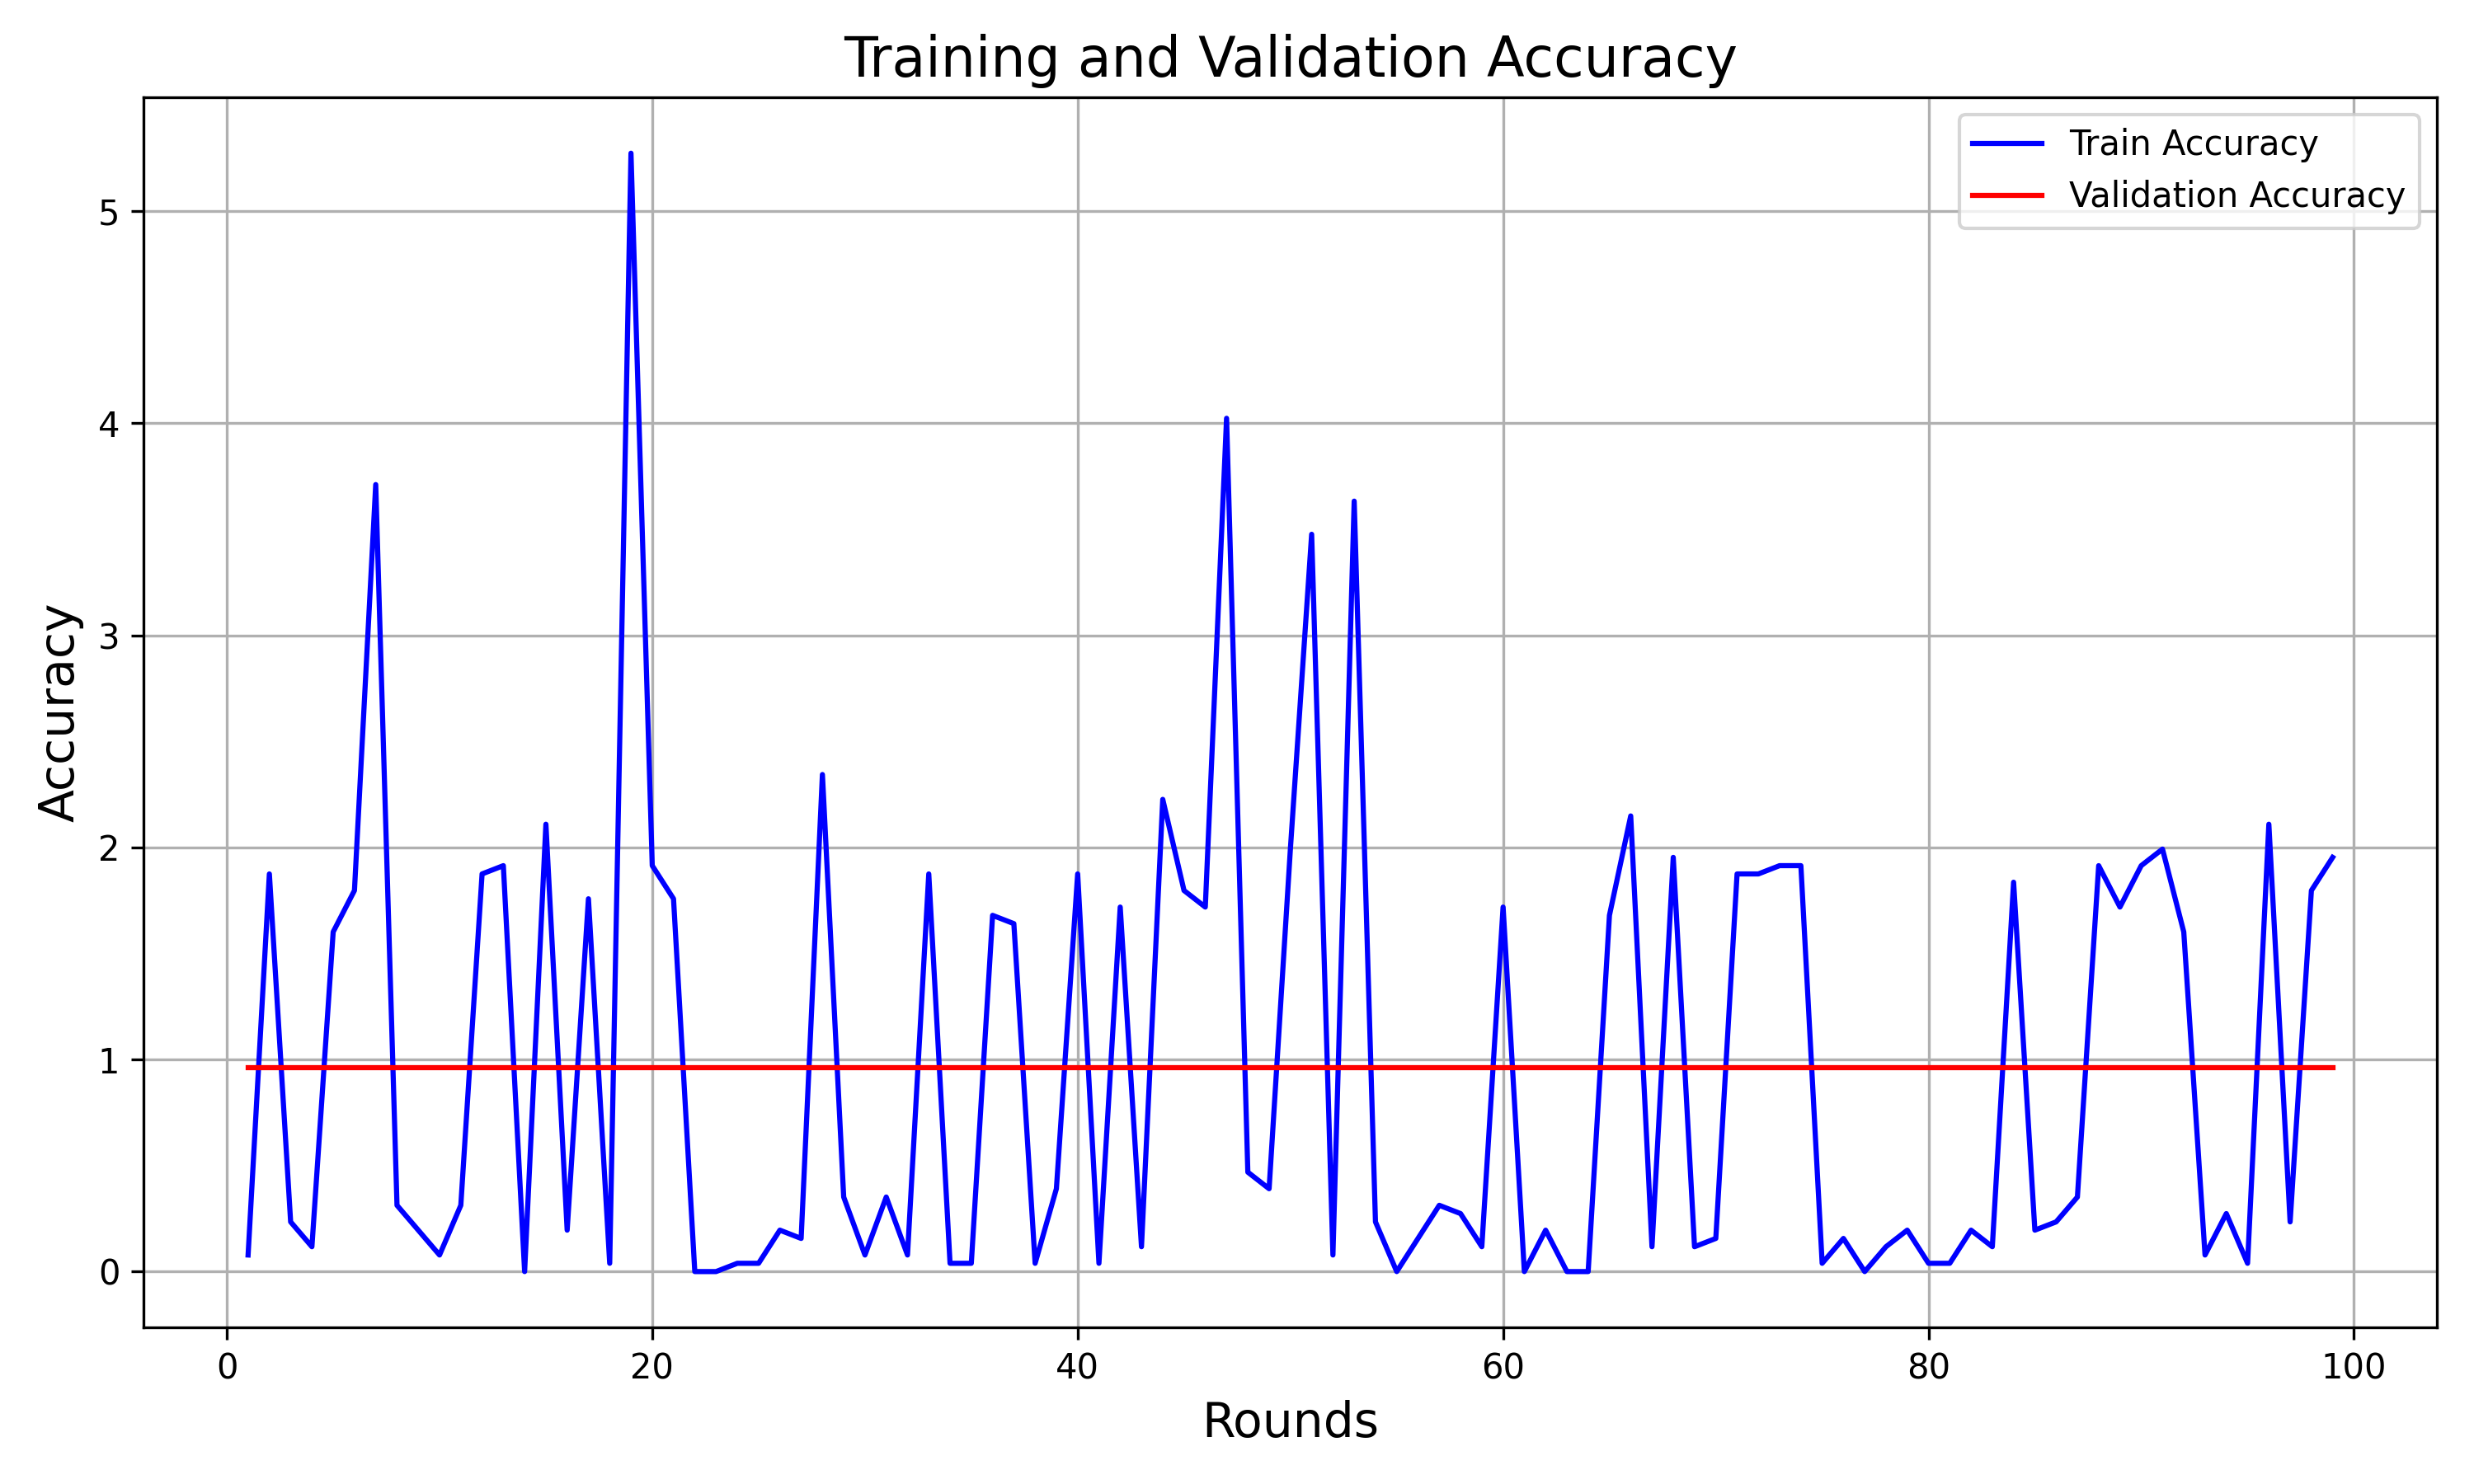 Training and Validation Accuracy
Train Accuracy
Validation Accuracy
5
4
3
2
1
0
Accuracy
0 20 40 60 80 100
Rounds